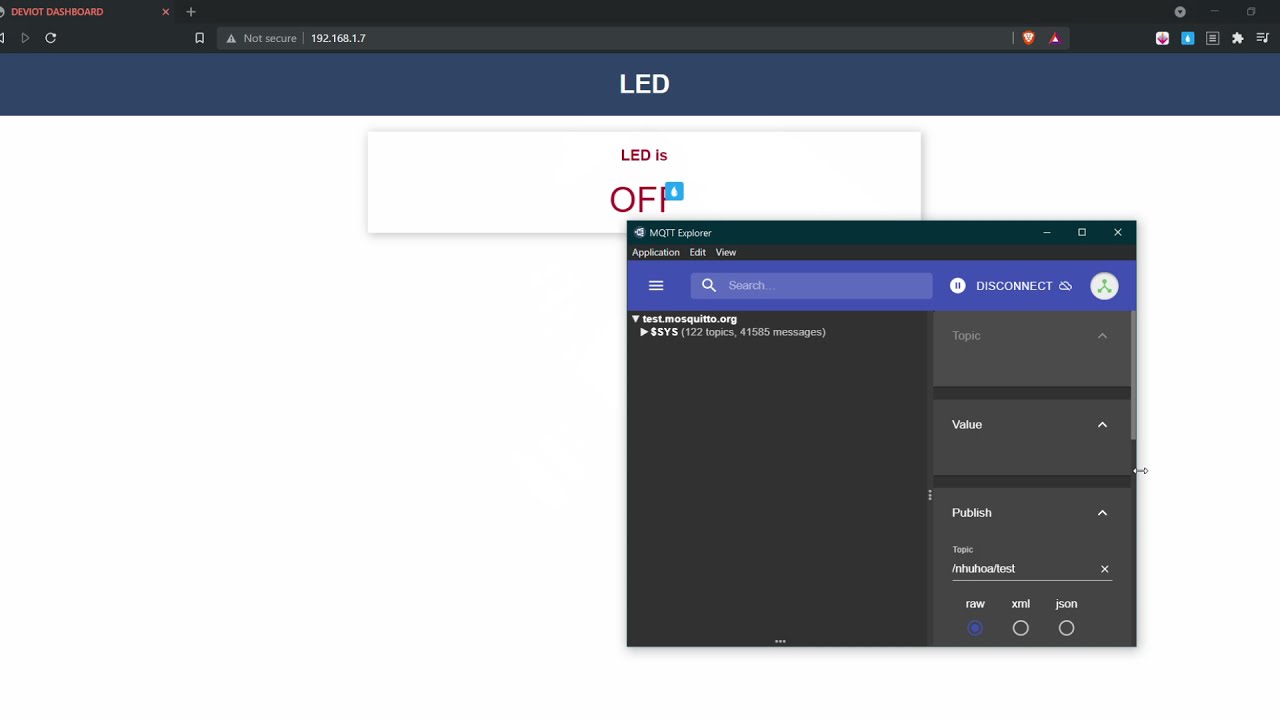 DEVIOT DASHBOARD
Not secure
192.168.1.7
LED
LED is
OFF
MQTT Explorer
Application Edit View
Search...
DISCONNECT
test.mosquitto.org
$SYS (122 topics, 41585 messages)
Topic
Value
Publish
Topic
/nhuhoa/test
raw xml json